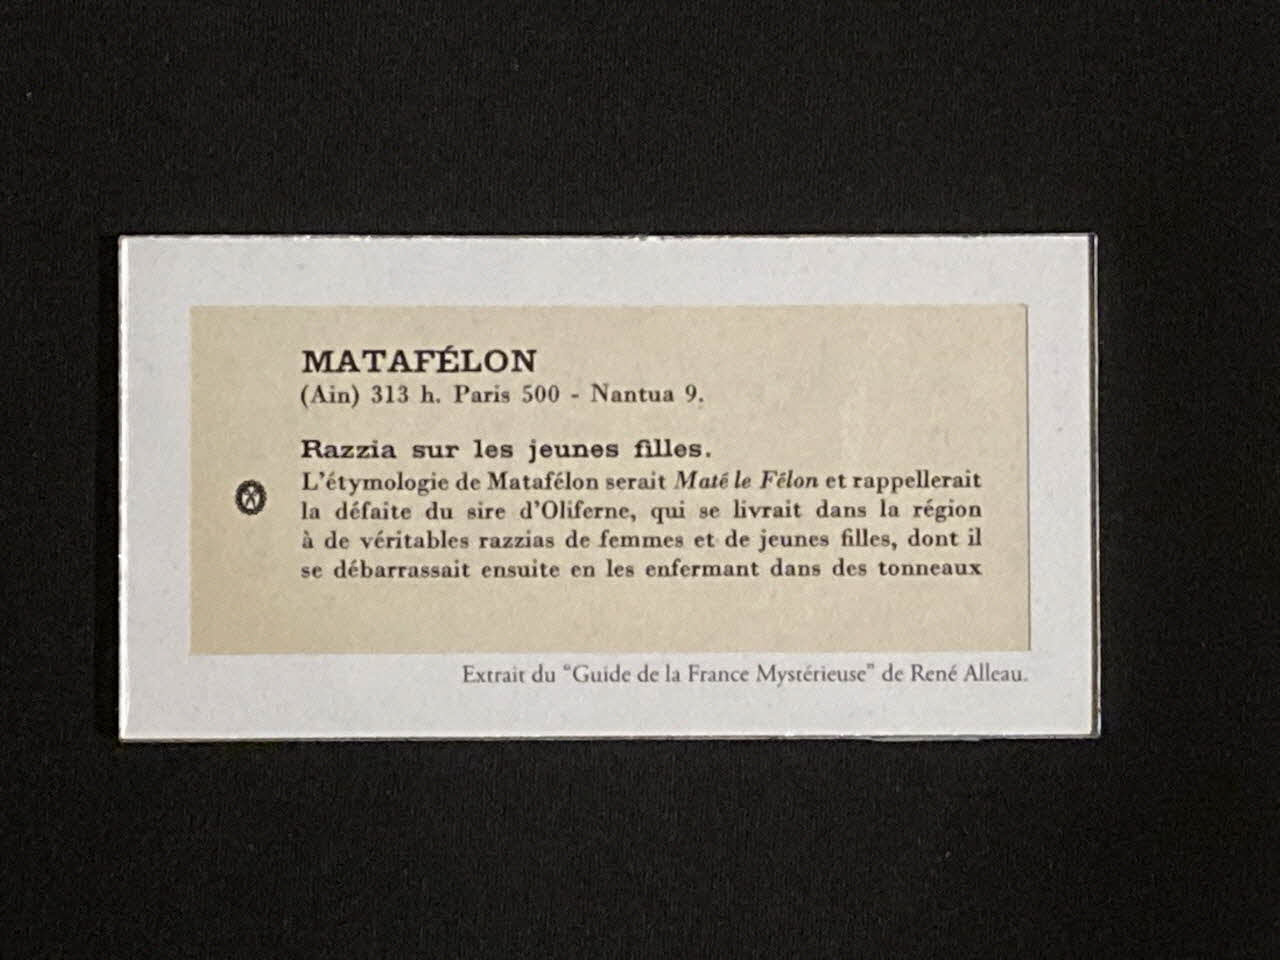 MATAFÉLON
(Ain) 313 h. Paris 500 - Nantua 9.
Razzia sur les jeunes filles.
L'étymologie de Matafélon serait Maté le Félon et rappellerait
la défaite du sire d'Oliferne, qui se livrait dans la région
à de véritables razzias de femmes et de jeunes filles, dont il
se débarrassait ensuite en les enfermant dans des tonneaux
Extrait du “Guide de la France Mystérieuse” de René Alleau.